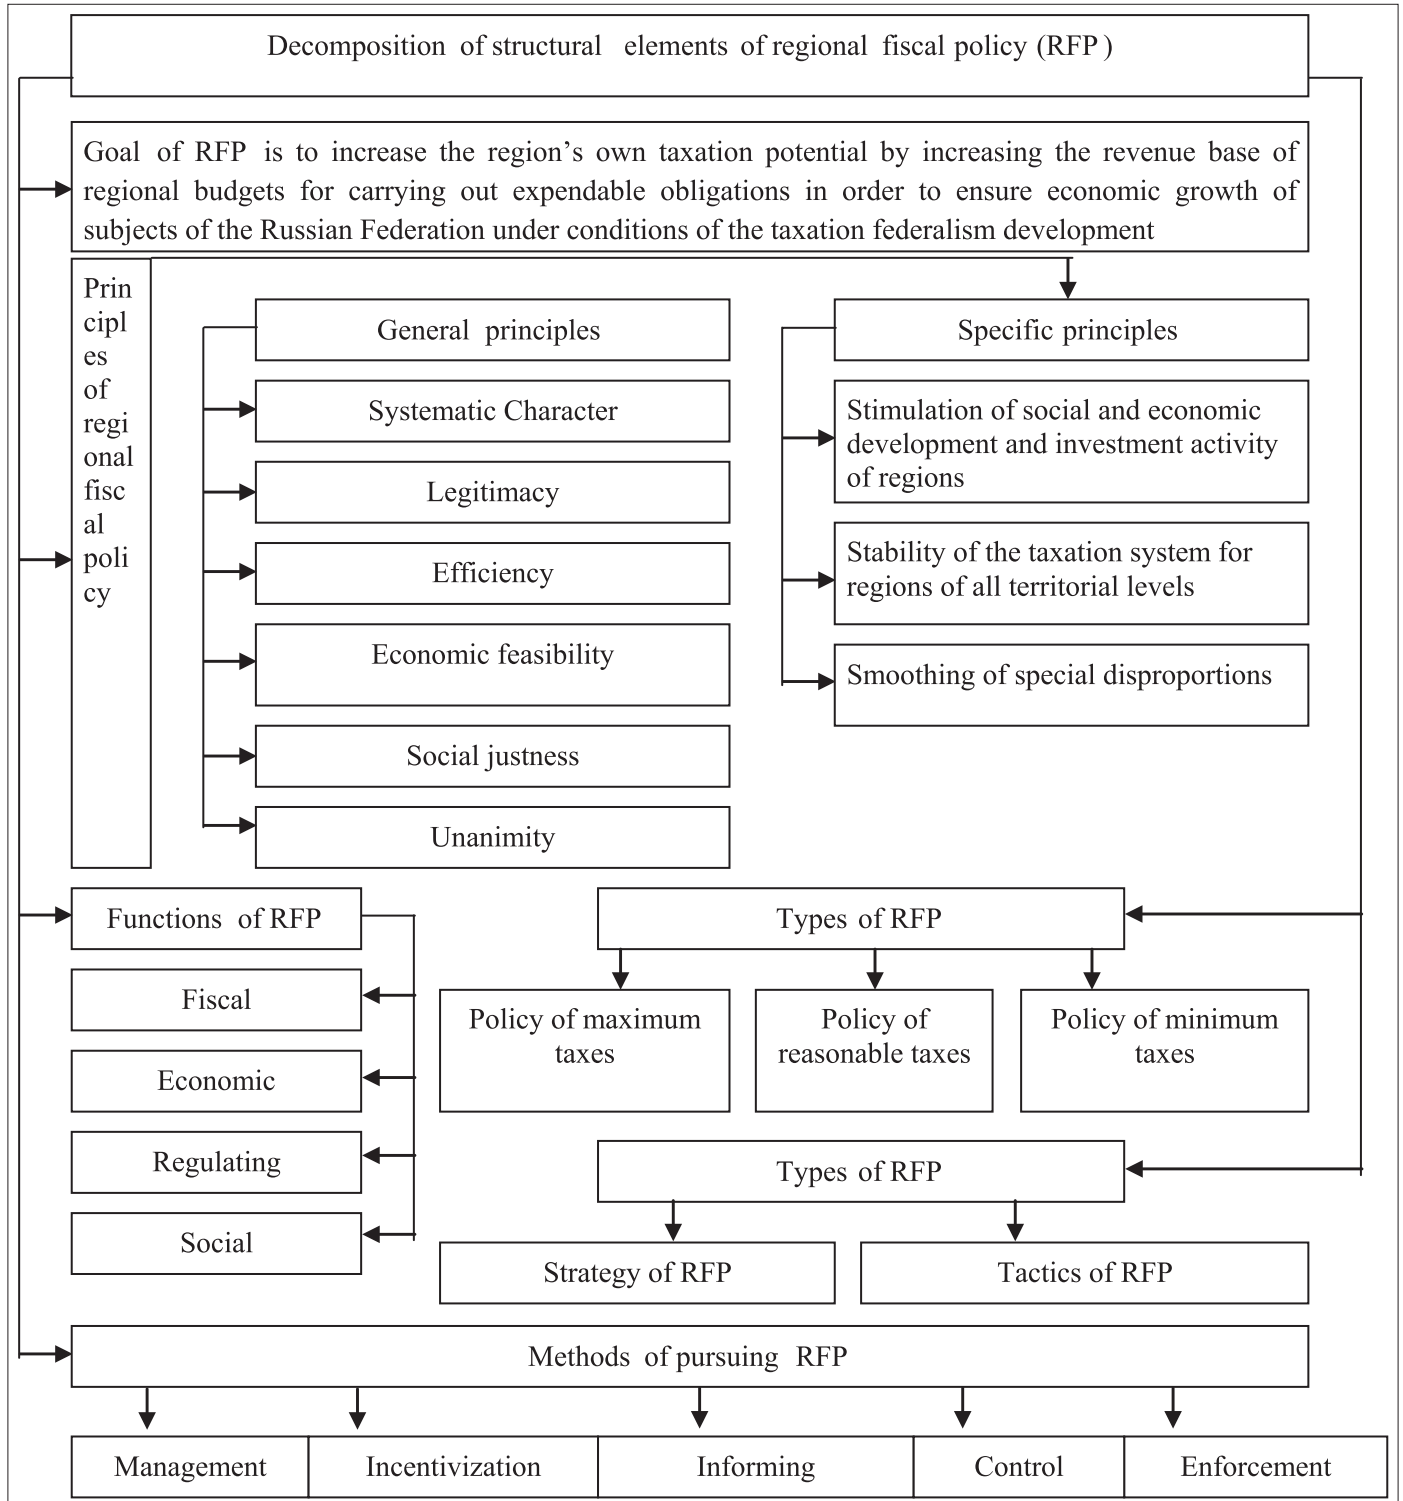 Decomposition of structural elements of regional fiscal policy (RFP)
Goal of RFP is to increase the region’s own taxation potential by increasing the revenue base of
regional budgets for carrying out expendable obligations in order to ensure economic growth of
subjects of the Russian Federation under conditions of the taxation federalism development
Prin
cipl
es
of
regi
onal
fisc
al
poli
cy
General principles
Systematic Character
Legitimacy
Efficiency
Economic feasibility
Social justness
Unanimity
Specific principles
Stimulation of social and economic
development and investment activity
of regions
Stability of the taxation system for
regions of all territorial levels
Smoothing of special disproportions
Functions of RFP
Fiscal
Economic
Regulating
Social
Types of RFP
Policy of maximum
taxes
Policy of
reasonable taxes
Policy of minimum
taxes
Types of RFP
Strategy of RFP
Tactics of RFP
Methods of pursuing RFP
Management
Incentivization
Informing
Control
Enforcement